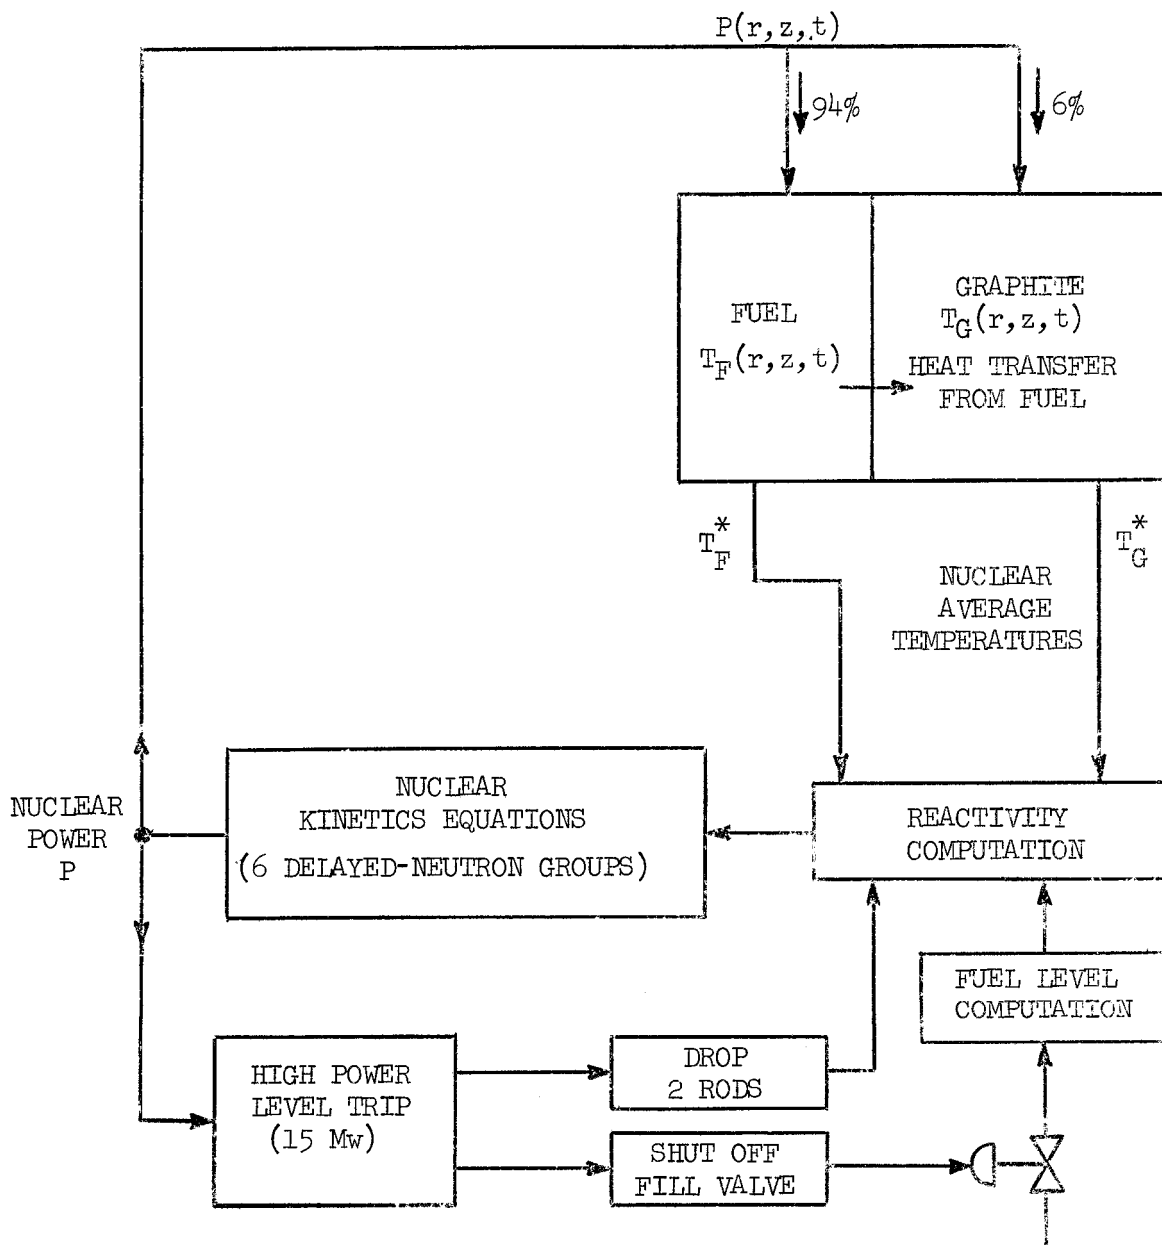 P(r,z,t)
94%
6%
FUEL
T_F(r,z,t)
GRAPHITE
T_G(r,z,t)
HEAT TRANSFER
FROM FUEL
T_F^*
T_G^*
NUCLEAR
AVERAGE
TEMPERATURES
NUCLEAR
POWER
P
NUCLEAR
KINETICS EQUATIONS
(6 DELAYED-NEUTRON GROUPS)
REACTIVITY
COMPUTATION
FUEL LEVEL
COMPUTATION
HIGH POWER
LEVEL TRIP
(15 Mw)
DROP
2 RODS
SHUT OFF
FILL VALVE